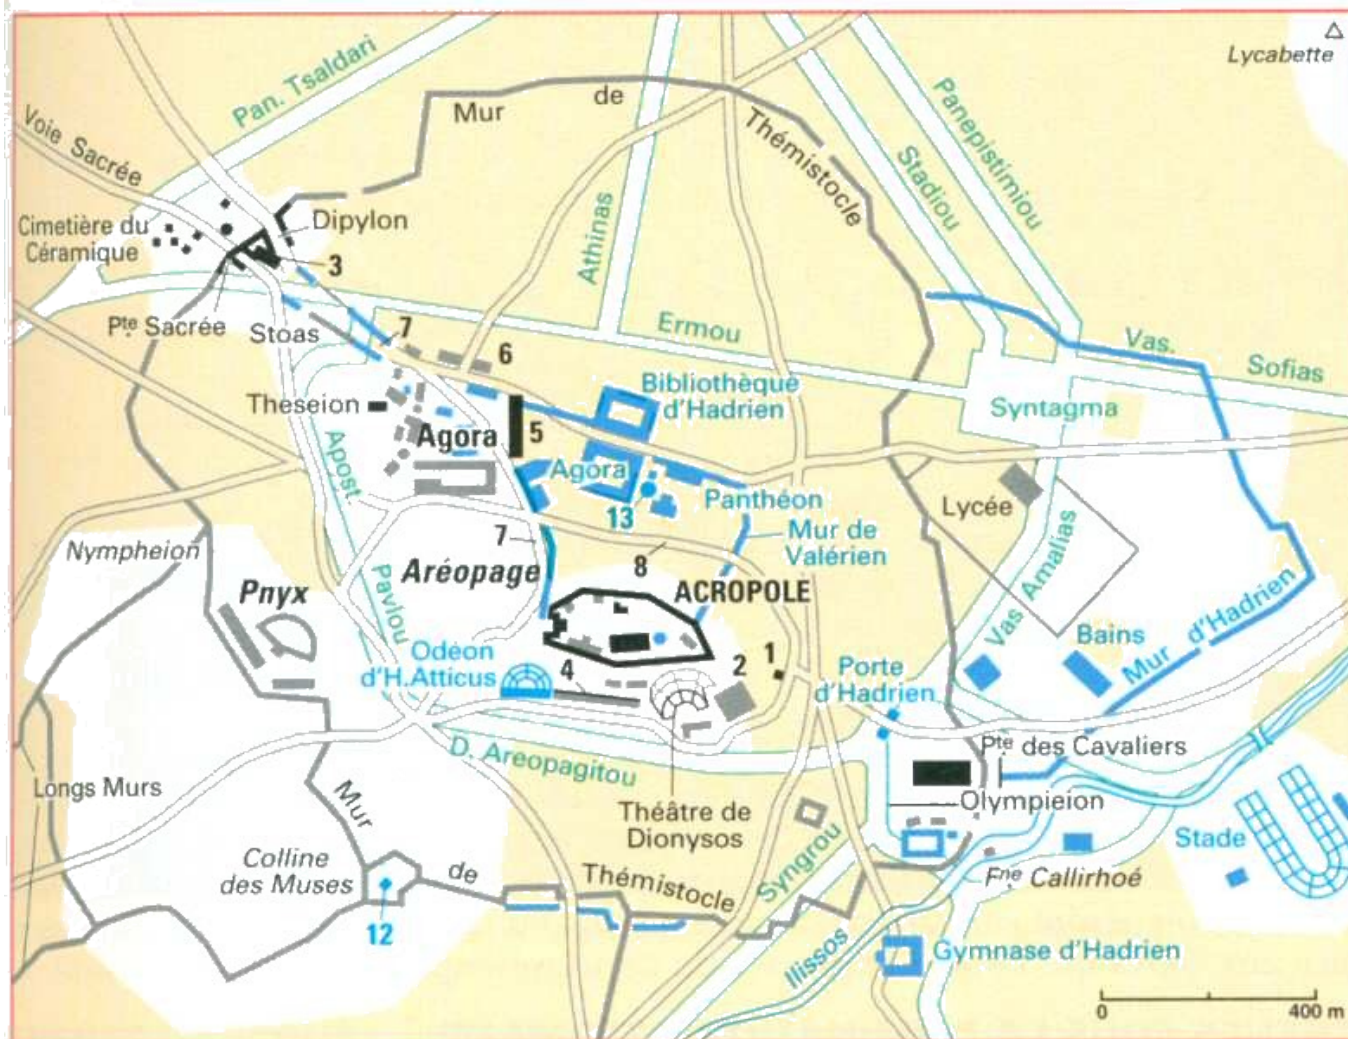 Lycabette
Pan. Tsaldari
Mur de Thémistocle
Panepistimiou
Stadiou
Voie Sacrée
Athinas
Cimetière du
Céramique
Dipylon
3
Pte Sacrée
Stoas
7
6
Ermou
Vas. Sofias
Bibliothèque
d'Hadrien
Theseion
Agora
5
Syntagma
Apost. Pavlou
Agora
13
Panthéon
Lycée
Mur de
Valérien
7
8
Nympheion
Aréopage
ACROPOLE
Pnyx
Vas Amalias
Bains
Mur d'Hadrien
Odéon
d'H.Atticus
4
2
1
Porte
d'Hadrien
D. Areopagitou
Pte des Cavaliers
Longs Murs
Olympieion
Théâtre de
Dionysos
Syngrou
Stade
Colline
des Muses
Mur de Thémistocle
Fne Callirhoé
12
Ilissos
Gymnase d'Hadrien
0 400 m